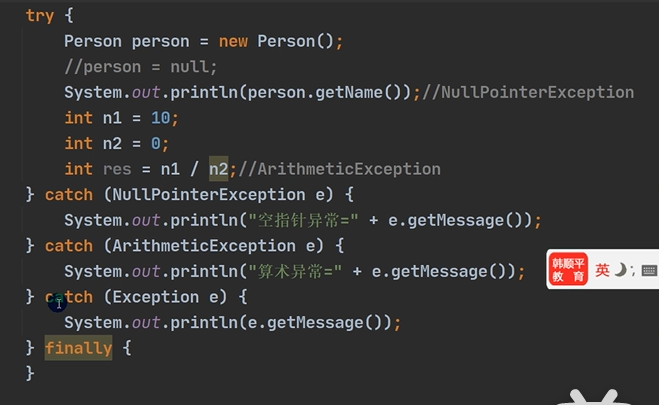 try {
    Person person = new Person();
    //person = null;
    System.out.println(person.getName());//NullPointerException
    int n1 = 10;
    int n2 = 0;
    int res = n1 / n2;//ArithmeticException
} catch (NullPointerException e) {
    System.out.println("空指针异常=" + e.getMessage());
} catch (ArithmeticException e) {
    System.out.println("算术异常=" + e.getMessage());
} catch (Exception e) {
    System.out.println(e.getMessage());
} finally {
}
韩顺平
教育
英